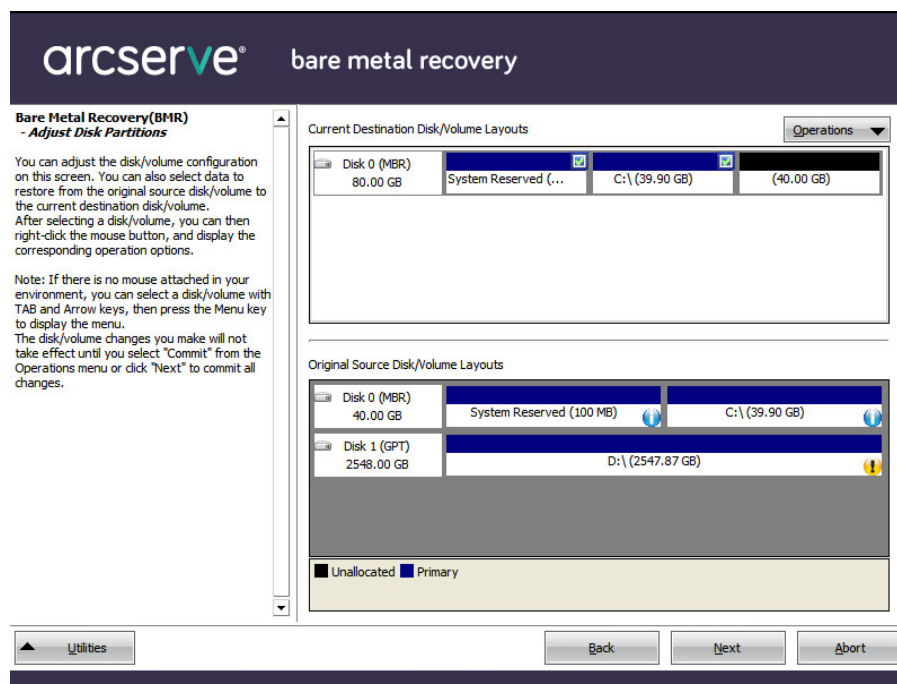 arcserve®
bare metal recovery
Bare Metal Recovery(BMR)
- Adjust Disk Partitions
You can adjust the disk/volume configuration
on this screen. You can also select data to
restore from the original source disk/volume to
the current destination disk/volume.
After selecting a disk/volume, you can then
right-click the mouse button, and display the
corresponding operation options.
Note: If there is no mouse attached in your
environment, you can select a disk/volume with
TAB and Arrow keys, then press the Menu key
to display the menu.
The disk/volume changes you make will not
take effect until you select "Commit" from the
Operations menu or click "Next" to commit all
changes.
Current Destination Disk/Volume Layouts
Operations
Disk 0 (MBR)
80.00 GB
System Reserved (...
C:\ (39.90 GB)
(40.00 GB)
Original Source Disk/Volume Layouts
Disk 0 (MBR)
40.00 GB
System Reserved (100 MB)
C:\ (39.90 GB)
Disk 1 (GPT)
2548.00 GB
D:\ (2547.87 GB)
Unallocated Primary
Utilities
Back
Next
Abort